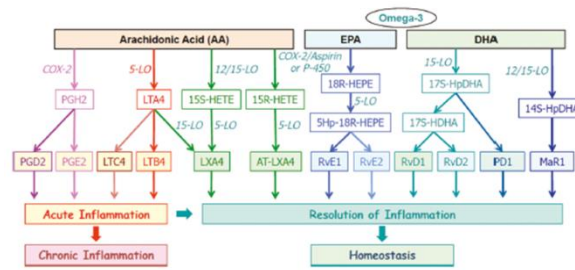 Omega-3
Arachidonic Acid (AA)
EPA
DHA
COX-2
5-LO
12/15-LO
COX-2/Aspirin
or P-450
15-LO
12/15-LO
PGH2
LTA4
15S-HETE
15R-HETE
18R-HEPE
17S-HpDHA
14S-HpDHA
15-LO
5-LO
5-LO
5-LO
5Hp-18R-HEPE
17S-HDHA
PGD2
PGE2
LTC4
LTB4
LXA4
AT-LXA4
RvE1
RvE2
RvD1
RvD2
PD1
MaR1
Acute Inflammation
Resolution of Inflammation
Chronic Inflammation
Homeostasis